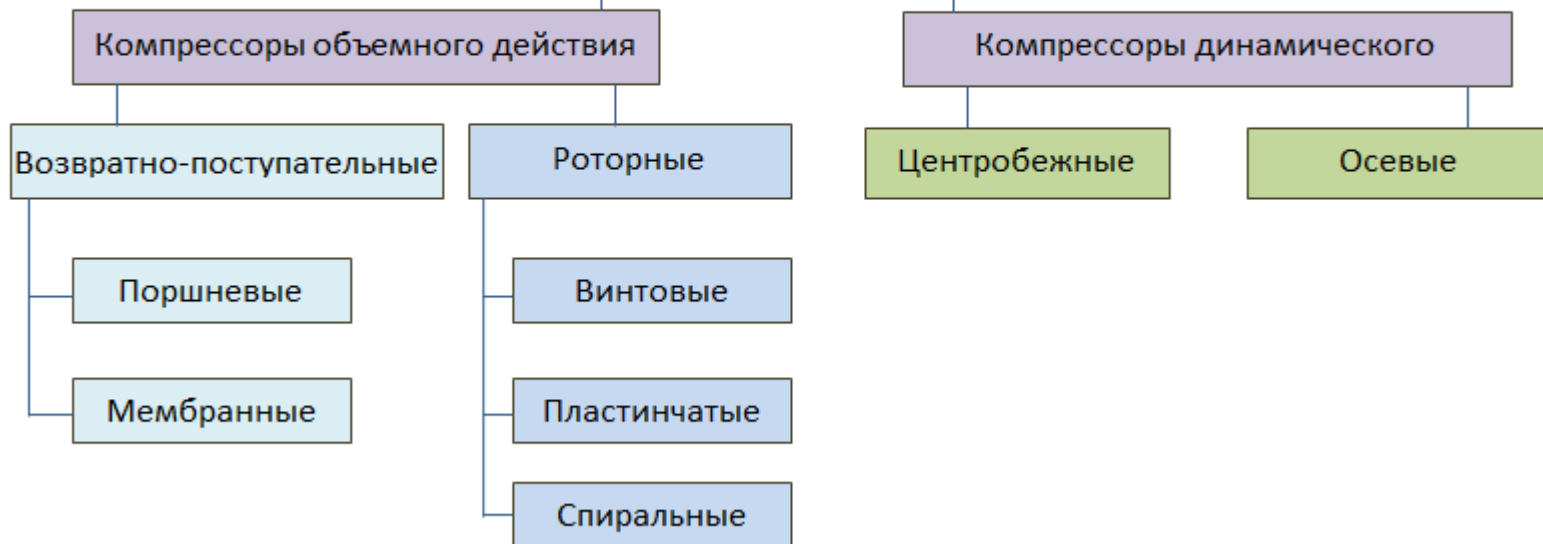 Компрессоры объемного действия
Компрессоры динамического
Возвратно-поступательные
Роторные
Центробежные
Осевые
Поршневые
Винтовые
Мембранные
Пластинчатые
Спиральные